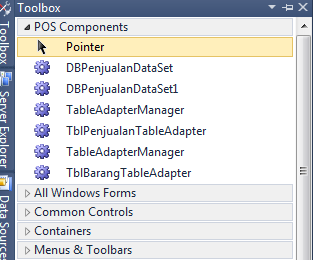 Toolbox
POS Components
Pointer
DBPenjualanDataSet
DBPenjualanDataSet1
TableAdapterManager
TblPenjualanTableAdapter
TableAdapterManager
TblBarangTableAdapter
All Windows Forms
Common Controls
Containers
Menus & Toolbars
Toolbox
Server Explorer
Data Sources